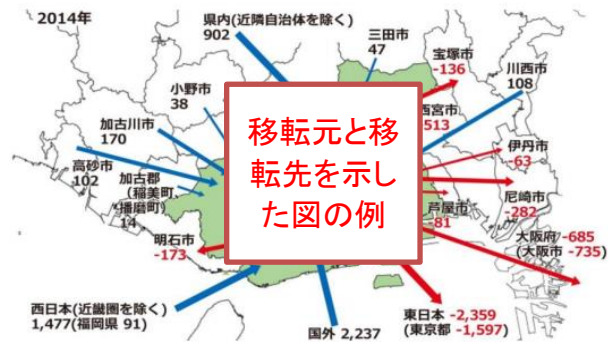 2014年
県内(近隣自治体を除く)
902
三田市
47
宝塚市
-136
川西市
108
小野市
38
西宮市
-513
加古川市
170
伊丹市
-63
高砂市
102
加古郡
(稲美町
播磨町)
14
芦屋市
-81
尼崎市
-282
明石市
-173
大阪府 -685
(大阪市 -735)
西日本(近畿圏を除く)
1,477(福岡県 91)
国外 2,237
東日本 -2,359
(東京都 -1,597)
移転元と移
転先を示し
た図の例